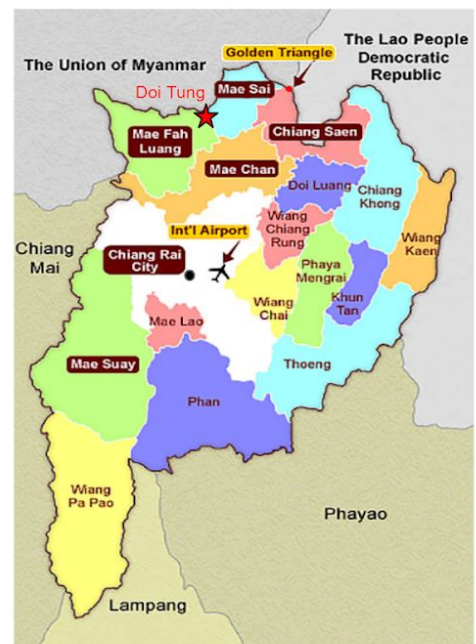 Golden Triangle
The Lao People
Democratic
Republic
The Union of Myanmar
Doi Tung
Mae Sai
Mae Fah
Luang
Chiang Saen
Mae Chan
Doi Luang
Chiang
Khong
Wiang
Chiang
Rung
Wiang
Kaen
Chiang
Mai
Int'l Airport
Chiang Rai
City
Phaya
Mengrai
Khun
Tan
Wiang
Chai
Mae Lao
Mae Suay
Thoeng
Phan
Wiang
Pa Pao
Phayao
Lampang